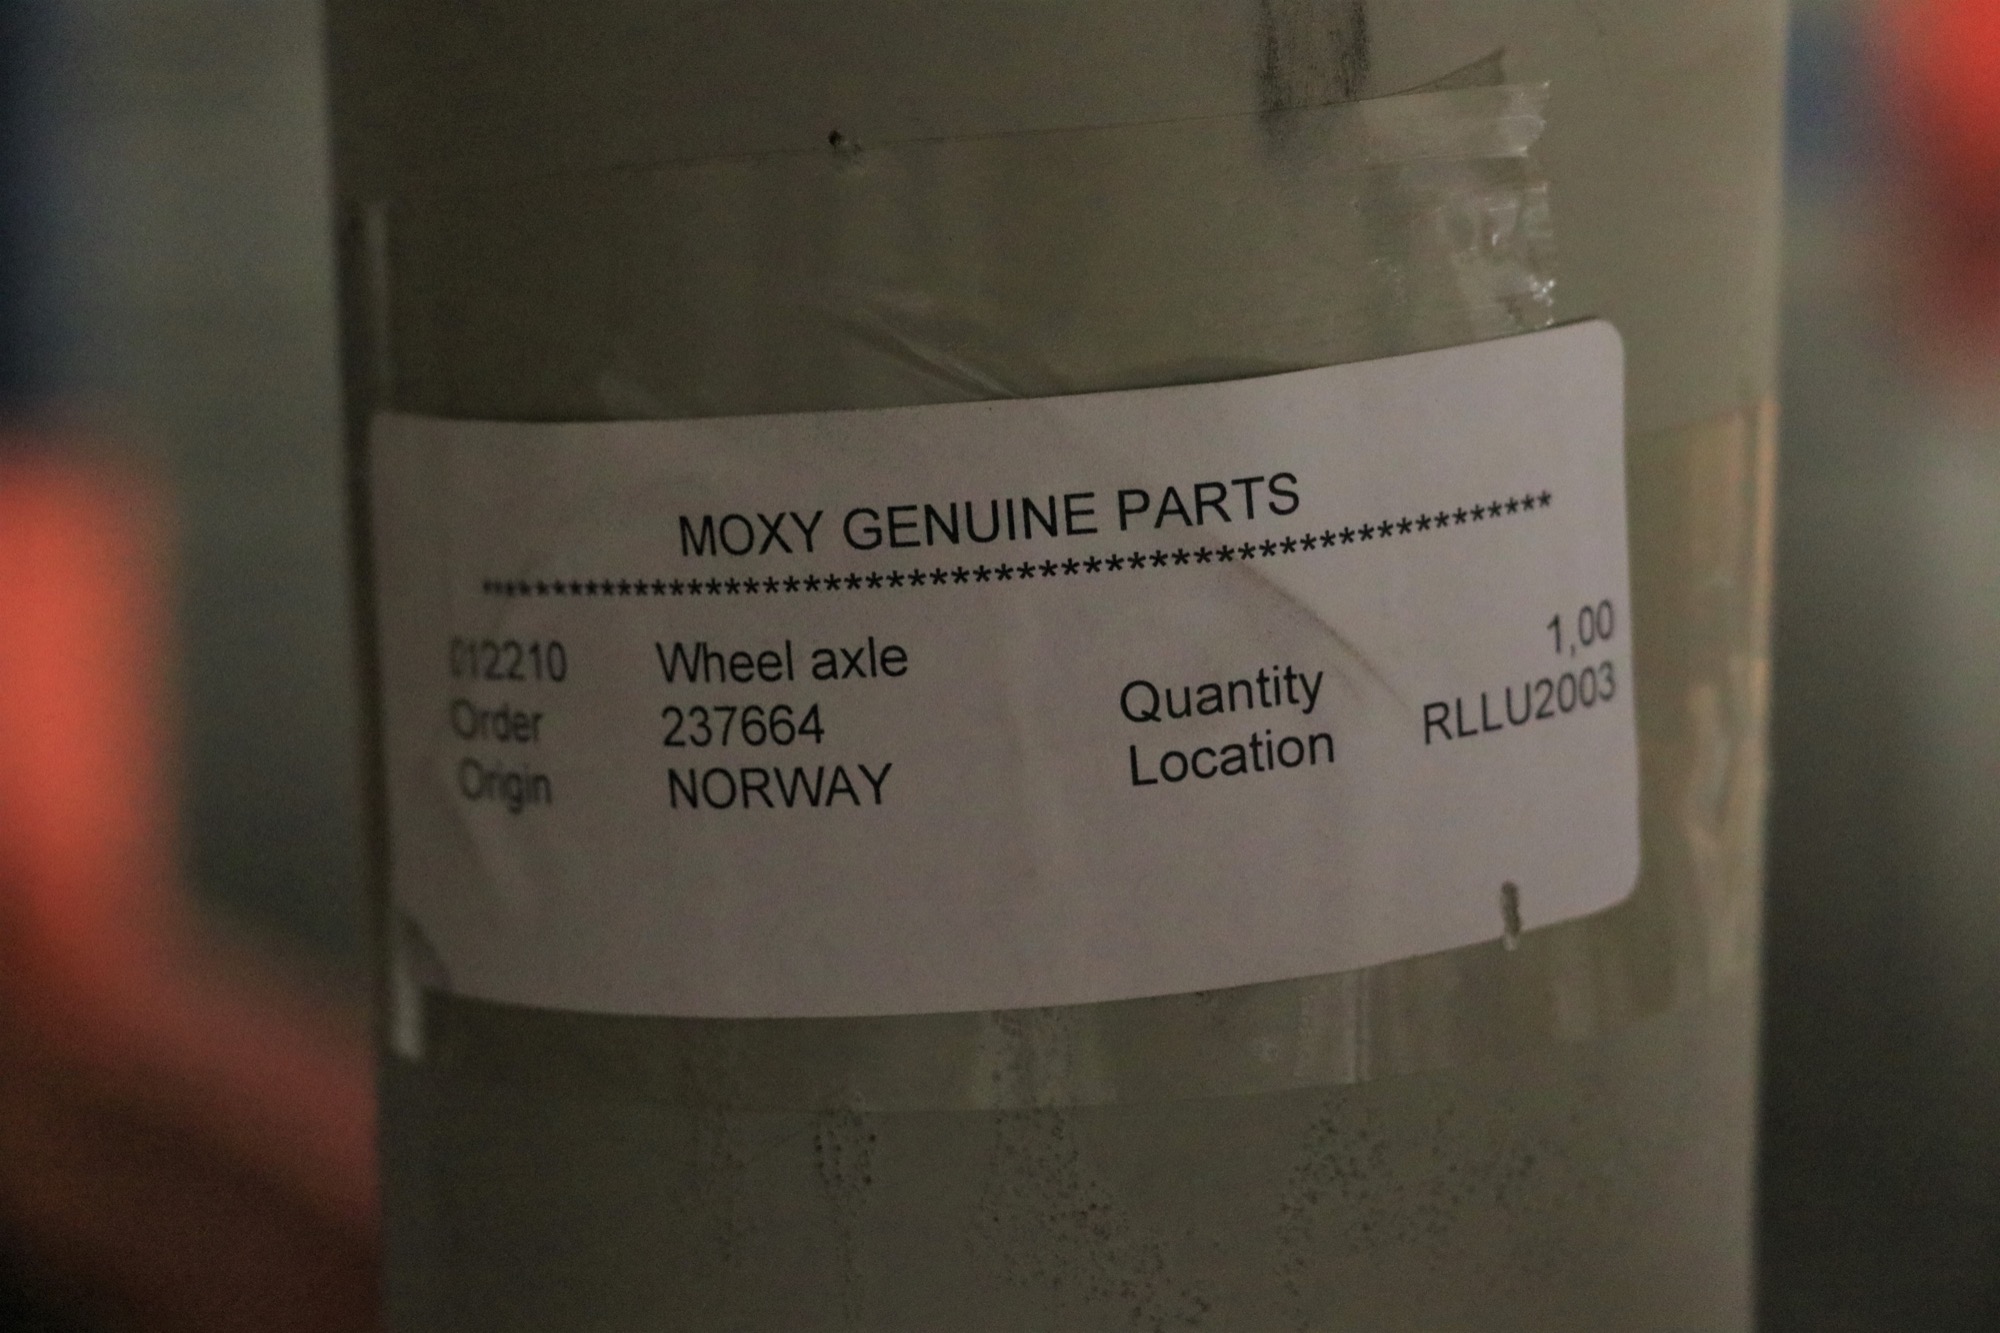 MOXY GENUINE PARTS
****************************************************
012210 Wheel axle
Order 237664 Quantity 1,00
Origin NORWAY Location RLLU2003